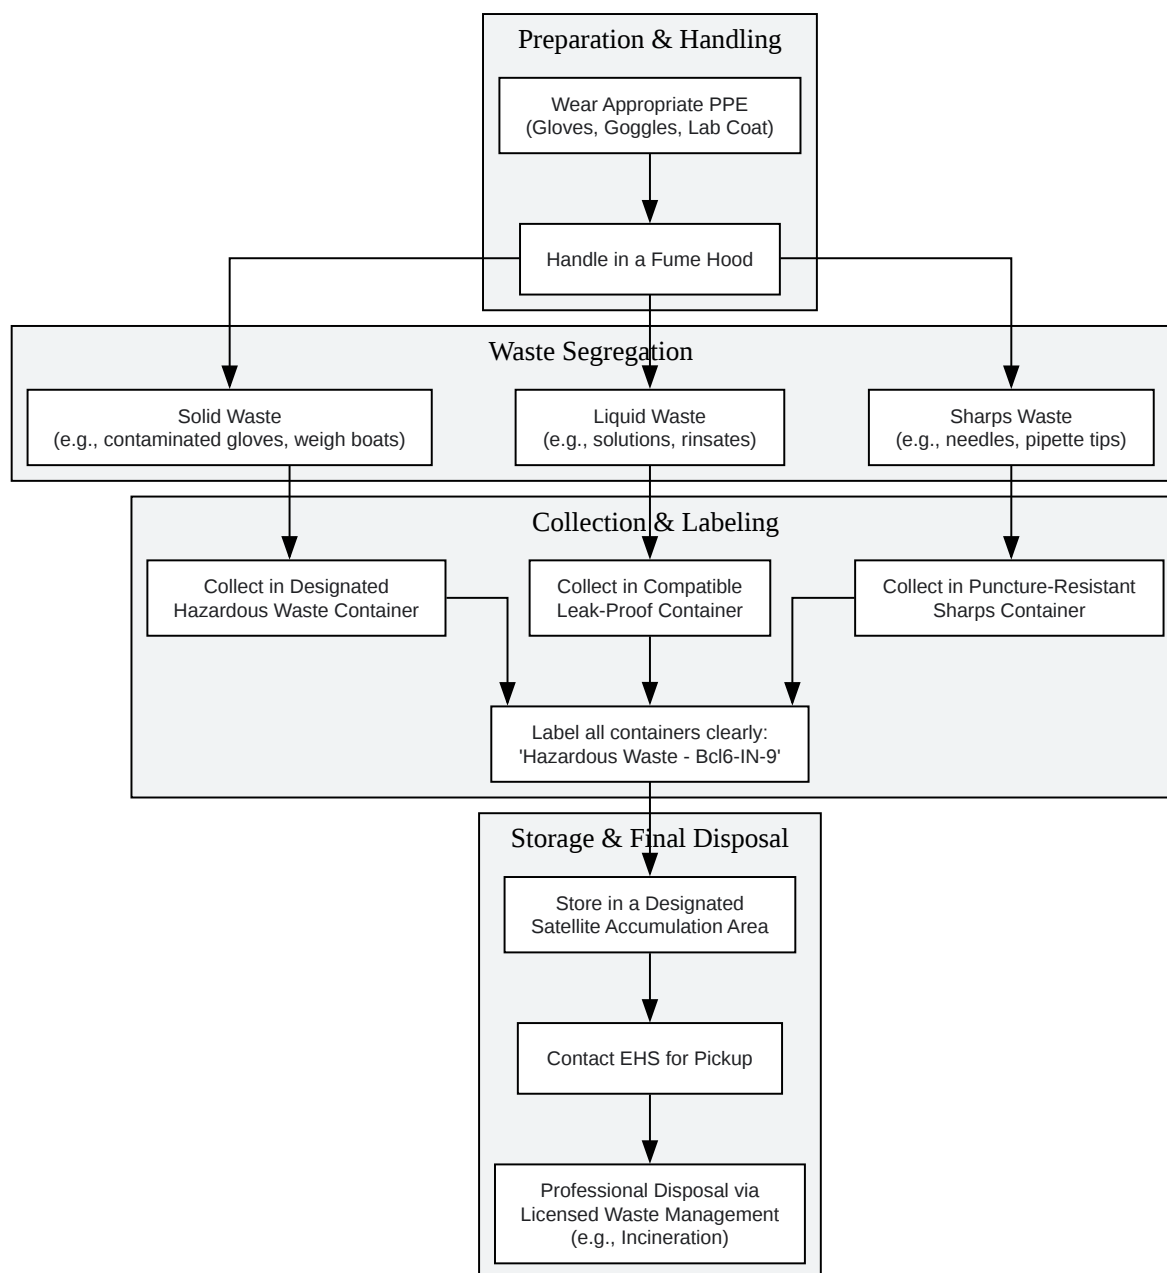 Preparation & Handling
Wear Appropriate PPE
(Gloves, Goggles, Lab Coat)
Handle in a Fume Hood
Waste Segregation
Solid Waste
(e.g., contaminated gloves, weigh boats)
Liquid Waste
(e.g., solutions, rinsates)
Sharps Waste
(e.g., needles, pipette tips)
Collection & Labeling
Collect in Designated
Hazardous Waste Container
Collect in Compatible
Leak-Proof Container
Collect in Puncture-Resistant
Sharps Container
Label all containers clearly:
'Hazardous Waste - Bcl6-IN-9'
Storage & Final Disposal
Store in a Designated
Satellite Accumulation Area
Contact EHS for Pickup
Professional Disposal via
Licensed Waste Management
(e.g., Incineration)